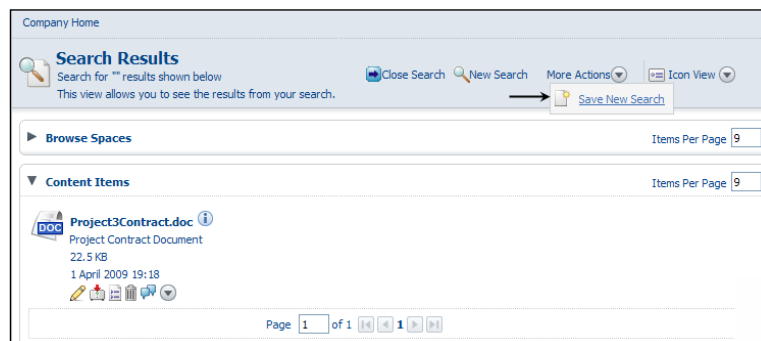 Company Home
Search Results
Search for "" results shown below
This view allows you to see the results from your search.
Close Search New Search More Actions Icon View
Save New Search
Browse Spaces Items Per Page 9
Content Items Items Per Page 9
DOC Project3Contract.doc
Project Contract Document
22.5 KB
1 April 2009 19:18
Page 1 of 1 1